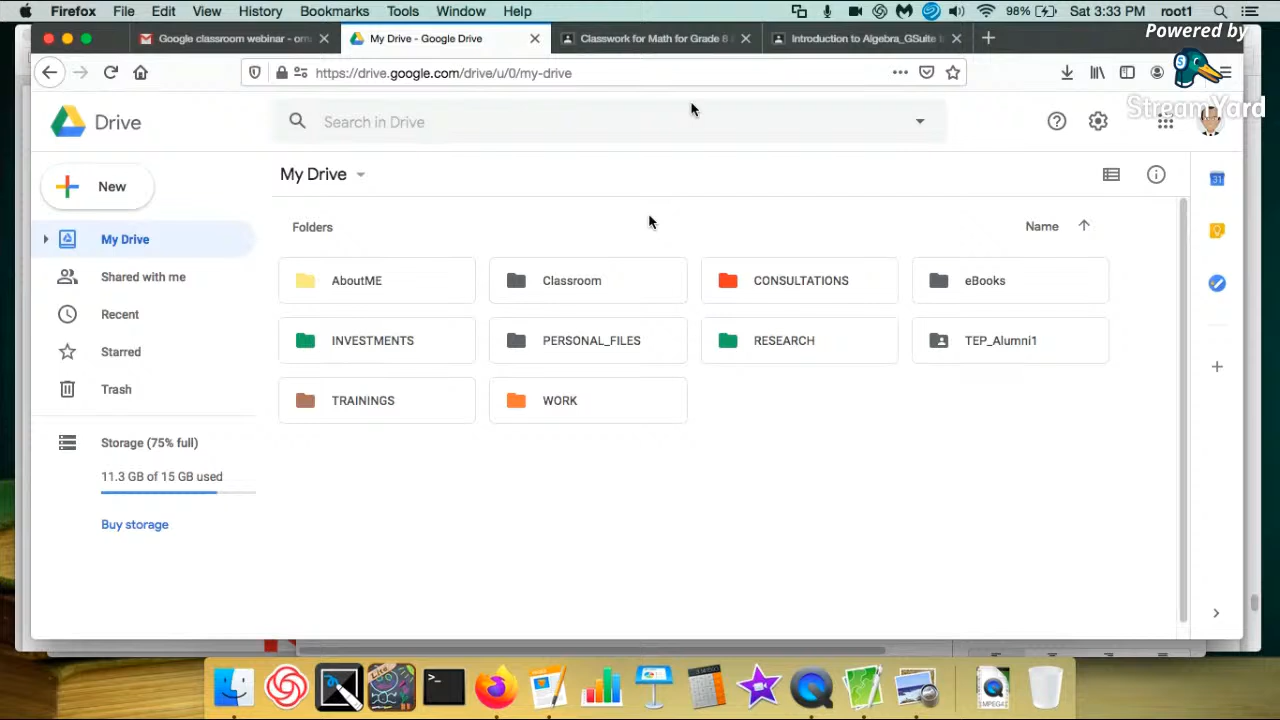 Firefox File Edit View History Bookmarks Tools Window Help 98% Sat 3:33 PM root1
Powered by
Google classroom webinar - orna
My Drive - Google Drive
Classwork for Math for Grade 8
Introduction to Algebra_GSuite
https://drive.google.com/drive/u/0/my-drive
StreamYard
Drive
Search in Drive
New
My Drive
Folders
Name
My Drive
Shared with me
Recent
Starred
Trash
Storage (75% full)
11.3 GB of 15 GB used
Buy storage
AboutME
Classroom
CONSULTATIONS
eBooks
INVESTMENTS
PERSONAL_FILES
RESEARCH
TEP_Alumni1
TRAININGS
WORK
31
MPEG4